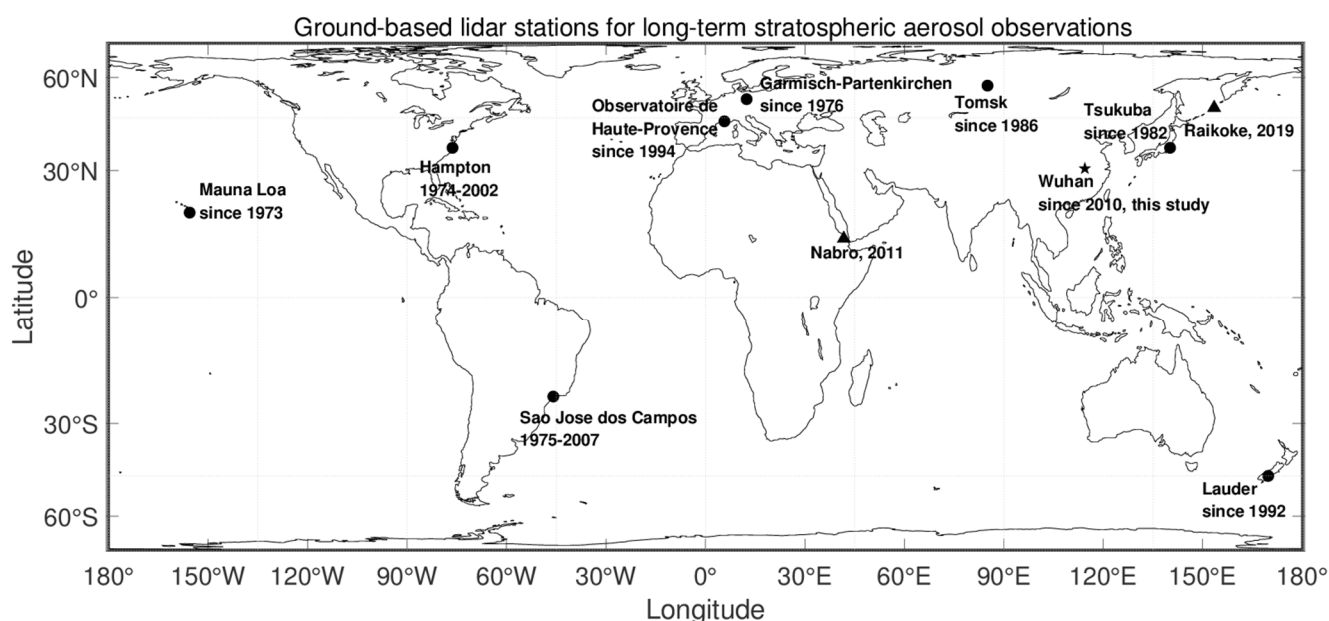 Ground-based lidar stations for long-term stratospheric aerosol observations
60°N
30°N
0°
30°S
60°S
Latitude
Garmisch-Partenkirchen
since 1976
Observatoire de
Haute-Provence
since 1994
Tomsk
since 1986
Tsukuba
since 1982
Raikoke, 2019
Hampton
1974-2002
Mauna Loa
since 1973
Wuhan
since 2010, this study
Nabro, 2011
Sao Jose dos Campos
1975-2007
Lauder
since 1992
180° 150°W 120°W 90°W 60°W 30°W 0° 30°E 60°E 90°E 120°E 150°E 180°
Longitude